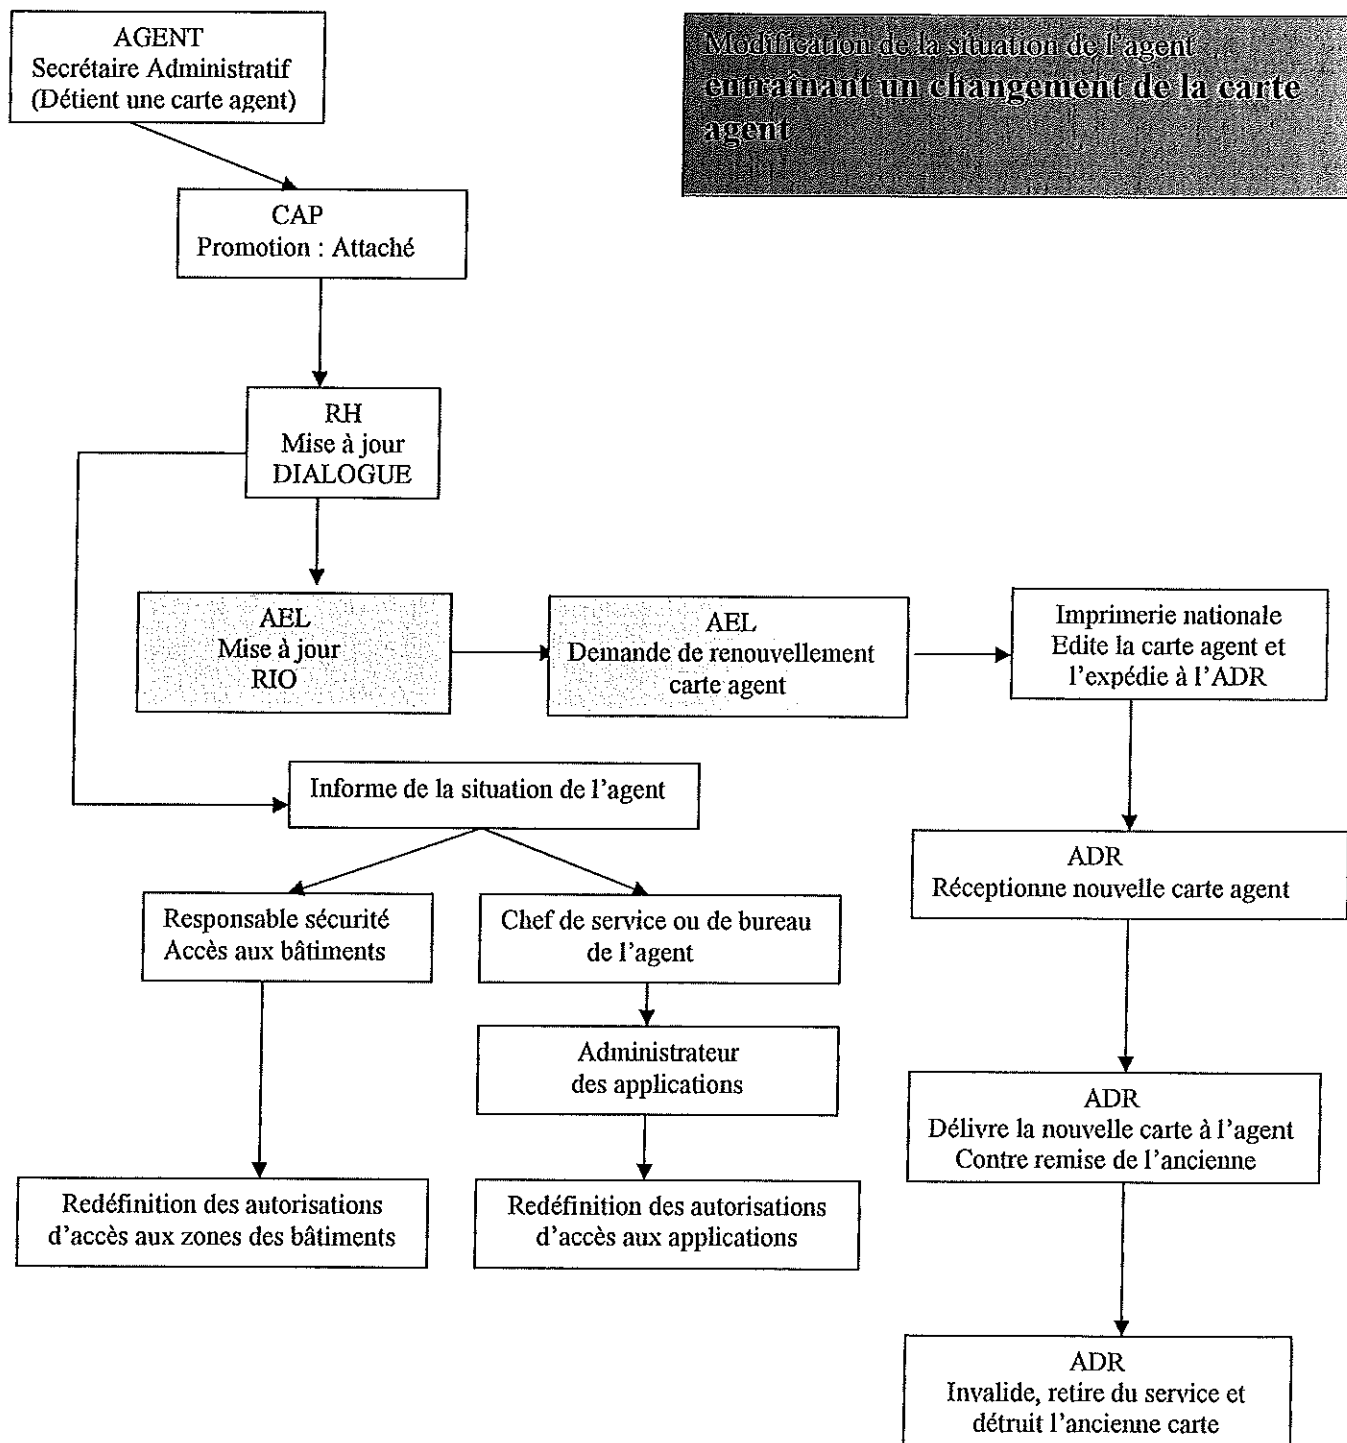 AGENT
Secrétaire Administratif
(Détient une carte agent)
Modification de la situation de l'agent
entraînant un changement de la carte
agent
CAP
Promotion : Attaché
RH
Mise à jour
DIALOGUE
AEL
Mise à jour
RIO
AEL
Demande de renouvellement
carte agent
Imprimerie nationale
Edite la carte agent et
l'expédie à l'ADR
Informe de la situation de l'agent
ADR
Réceptionne nouvelle carte agent
Responsable sécurité
Accès aux bâtiments
Chef de service ou de bureau
de l'agent
Administrateur
des applications
ADR
Délivre la nouvelle carte à l'agent
Contre remise de l'ancienne
Redéfinition des autorisations
d'accès aux zones des bâtiments
Redéfinition des autorisations
d'accès aux applications
ADR
Invalide, retire du service et
détruit l'ancienne carte